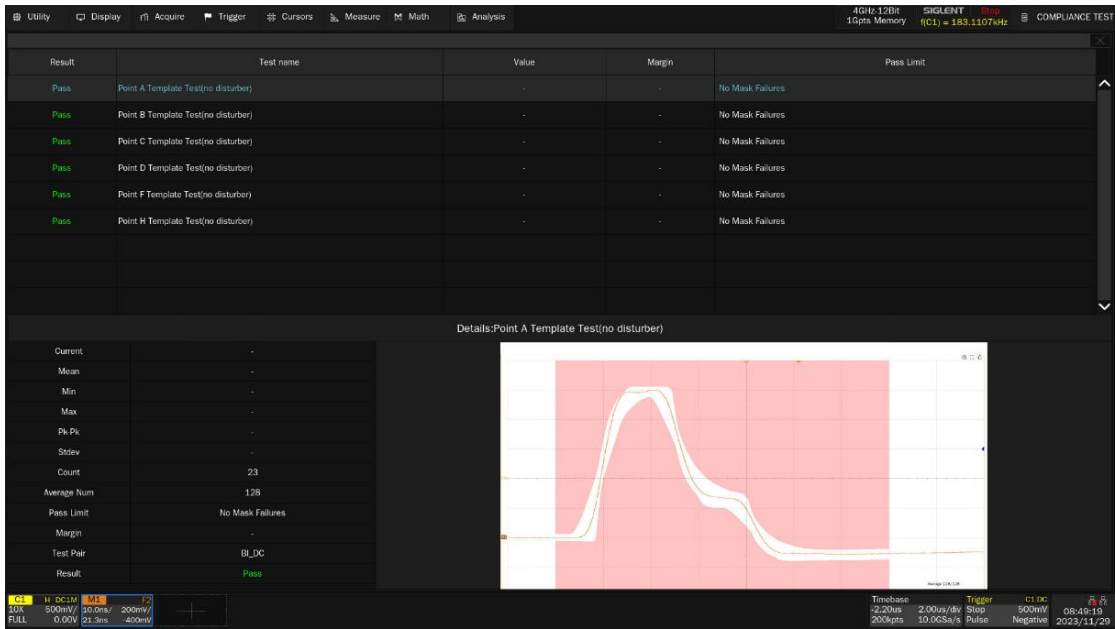 Utility Display Acquire Trigger Cursors Measure Math Analysis 4GHz-12Bit SIGLENT Stop COMPLIANCE TEST
1Gpts Memory f(C1) = 183.1107kHz
Result Test name Value Margin Pass Limit
Pass Point A Template Test(no disturber) - - No Mask Failures
Pass Point B Template Test(no disturber) - - No Mask Failures
Pass Point C Template Test(no disturber) - - No Mask Failures
Pass Point D Template Test(no disturber) - - No Mask Failures
Pass Point F Template Test(no disturber) - - No Mask Failures
Pass Point H Template Test(no disturber) - - No Mask Failures
Details:Point A Template Test(no disturber)
Current -
Mean -
Min -
Max -
Pk-Pk -
Stdev -
Count 23
Average Num 128
Pass Limit No Mask Failures
Margin -
Test Pair BI_DC
Result Pass
Average 128/128
C1 H DC1M M1 F2 Timebase Trigger C1 DC
10X 500mV/ 10.0ns/ 200mV/ -2.20us 2.00us/div Stop 500mV 08:49:19
FULL 0.00V 21.3ns -400mV 200kpts 10.0GSa/s Pulse Negative 2023/11/29